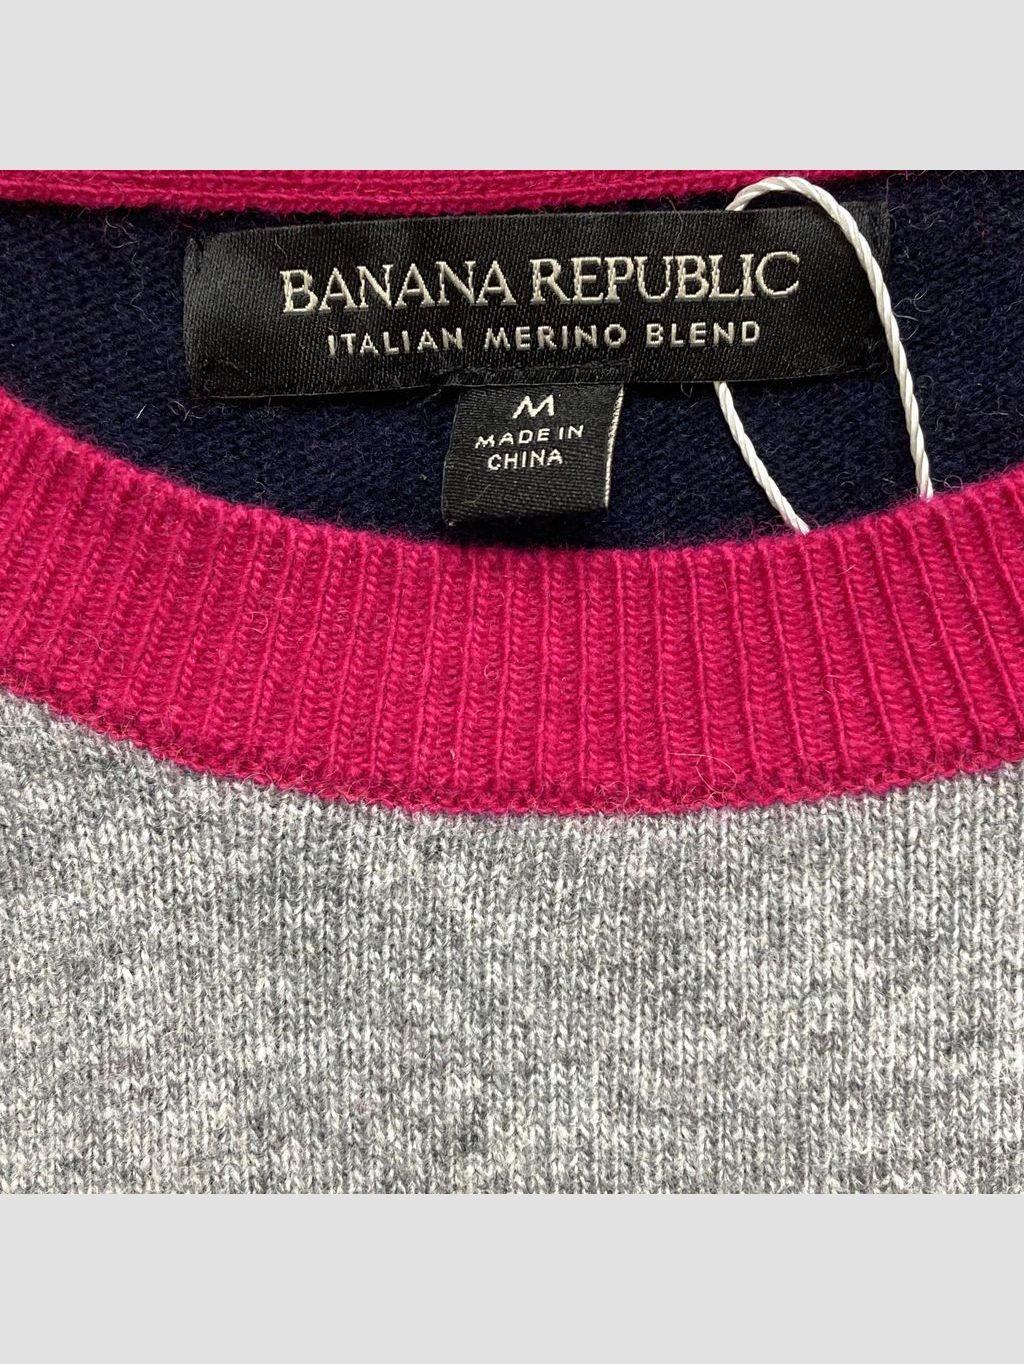 BANANA REPUBLIC
ITALIAN MERINO BLEND
M
MADE IN
CHINA